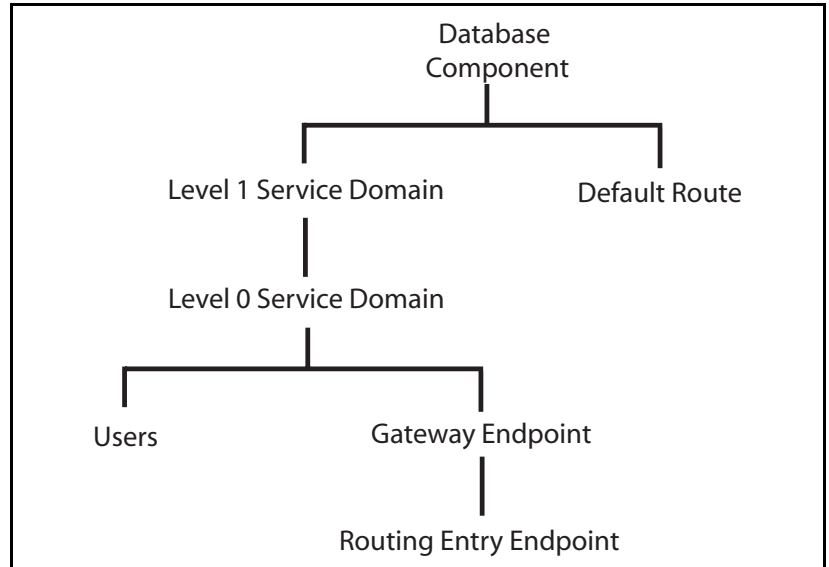 Database
Component
Level 1 Service Domain
Default Route
Level 0 Service Domain
Users
Gateway Endpoint
Routing Entry Endpoint